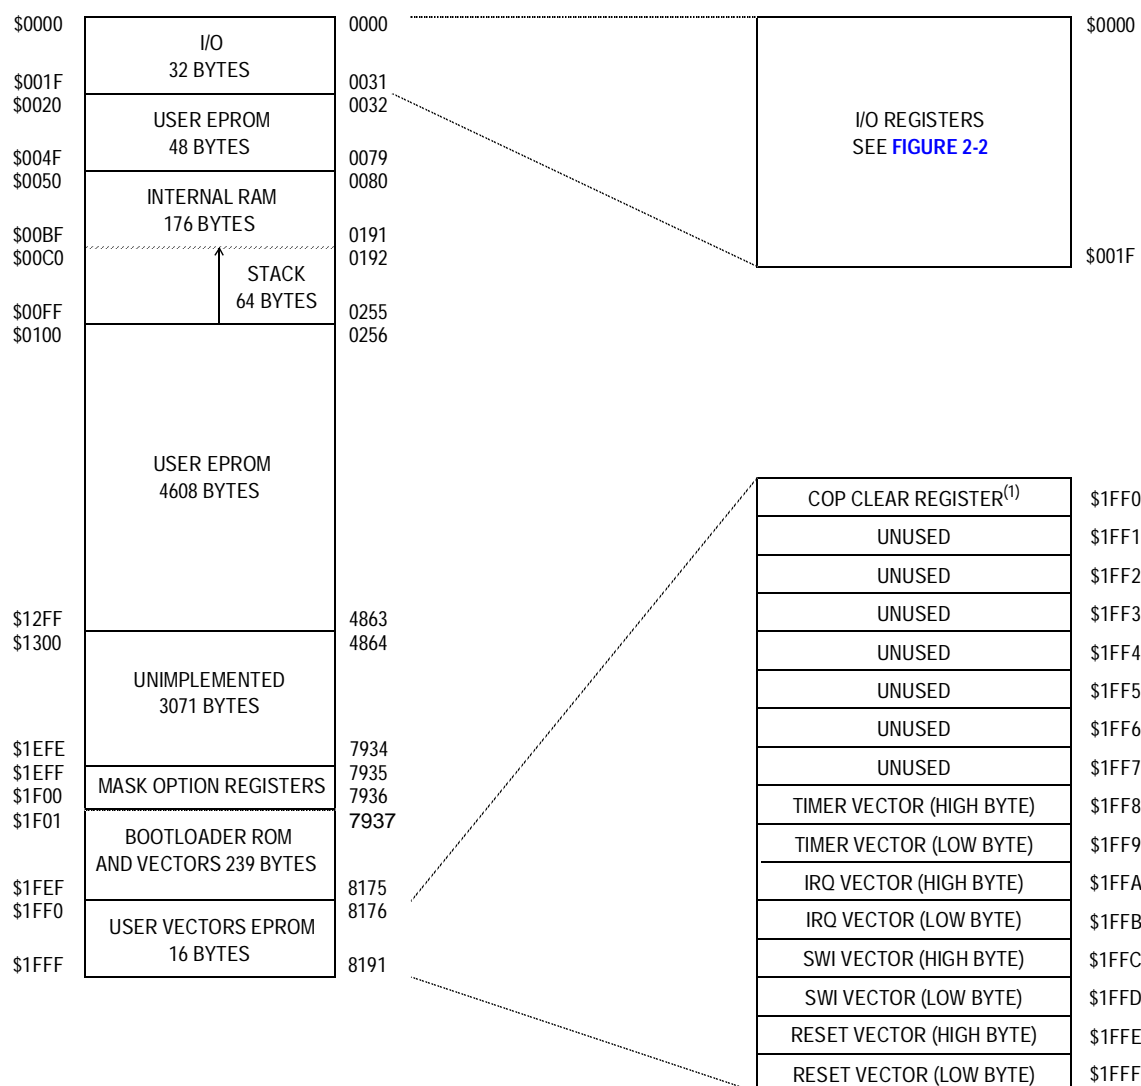 $0000 0000 $0000
I/O
32 BYTES
$001F 0031
$0020 0032
USER EPROM
48 BYTES
$004F 0079
$0050 0080
INTERNAL RAM
176 BYTES
$00BF 0191
$00C0 0192
STACK
64 BYTES
$00FF 0255
$0100 0256
USER EPROM
4608 BYTES
$12FF 4863
$1300 4864
UNIMPLEMENTED
3071 BYTES
$1EFE 7934
$1EFF 7935
MASK OPTION REGISTERS
$1F00 7936
$1F01 7937
BOOTLOADER ROM
AND VECTORS 239 BYTES
$1FEF 8175
$1FF0 8176
USER VECTORS EPROM
16 BYTES
$1FFF 8191
I/O REGISTERS
SEE FIGURE 2-2
$001F
COP CLEAR REGISTER(1) $1FF0
UNUSED $1FF1
UNUSED $1FF2
UNUSED $1FF3
UNUSED $1FF4
UNUSED $1FF5
UNUSED $1FF6
UNUSED $1FF7
TIMER VECTOR (HIGH BYTE) $1FF8
TIMER VECTOR (LOW BYTE) $1FF9
IRQ VECTOR (HIGH BYTE) $1FFA
IRQ VECTOR (LOW BYTE) $1FFB
SWI VECTOR (HIGH BYTE) $1FFC
SWI VECTOR (LOW BYTE) $1FFD
RESET VECTOR (HIGH BYTE) $1FFE
RESET VECTOR (LOW BYTE) $1FFF